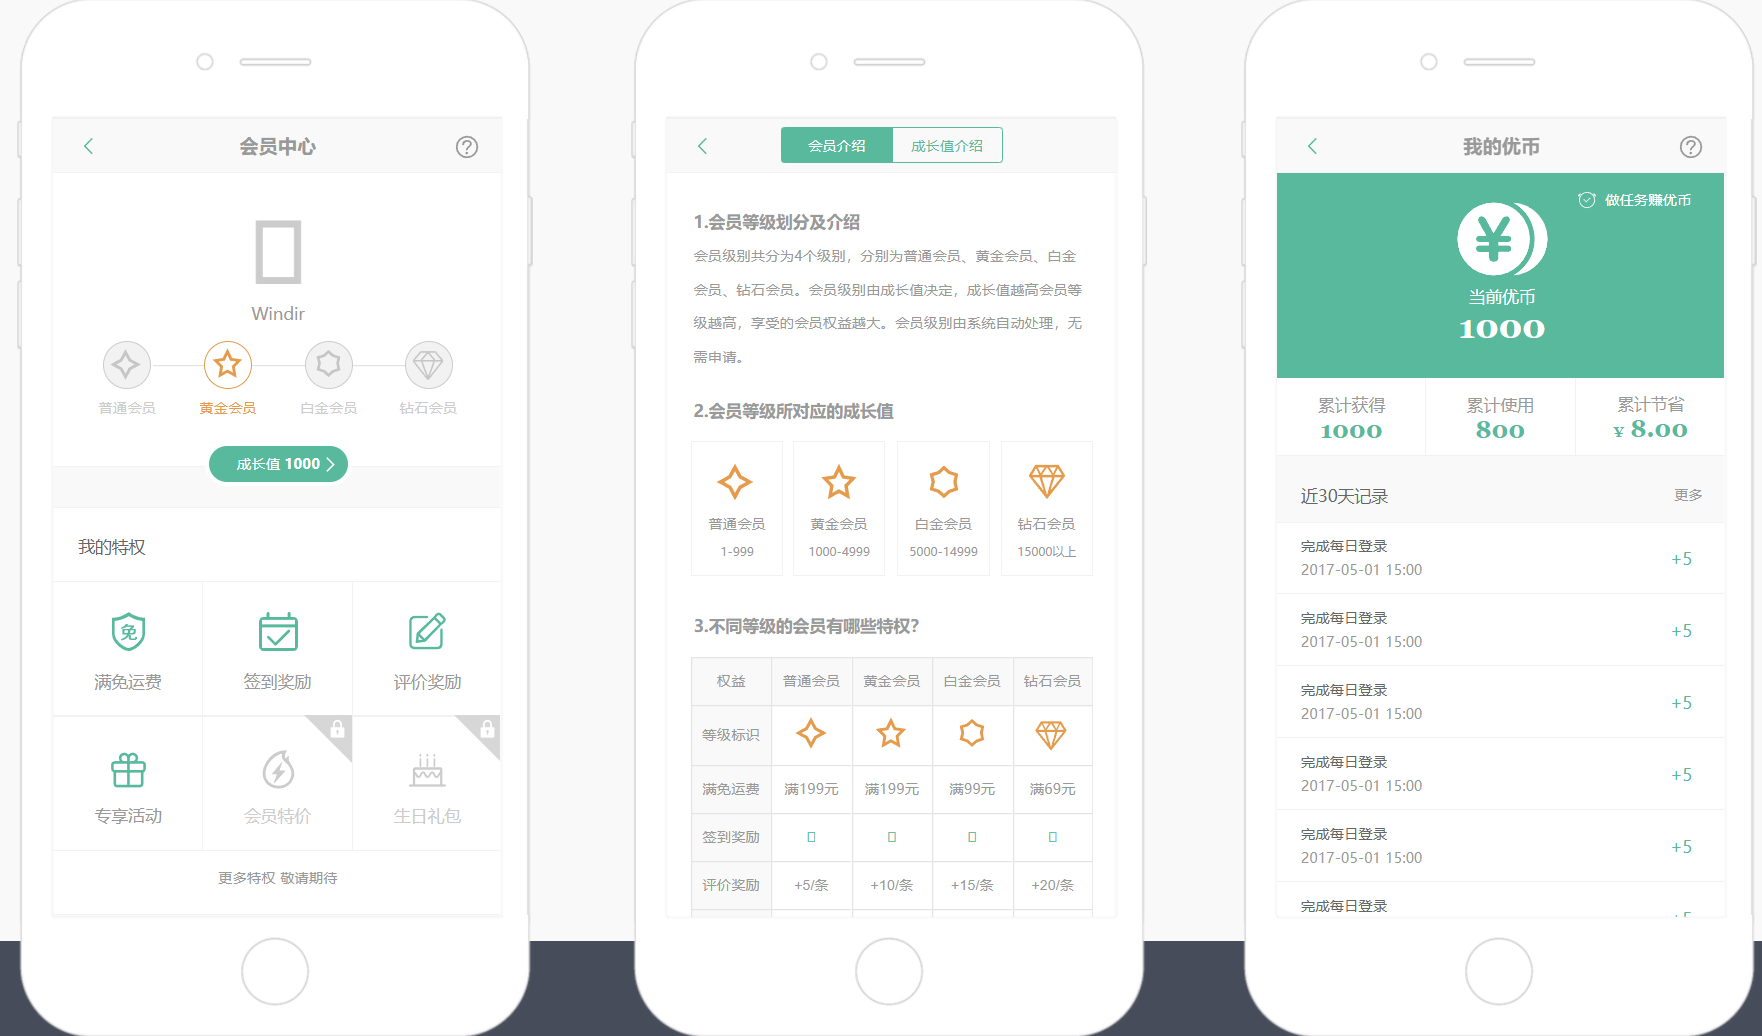 会员中心
Windir
普通会员 黄金会员 白金会员 钻石会员
成长值 1000
我的特权
免
满免运费 签到奖励 评价奖励
专享活动 会员特价 生日礼包
更多特权 敬请期待
会员介绍 成长值介绍
1.会员等级划分及介绍
会员级别共分为4个级别，分别为普通会员、黄金会员、白金
会员、钻石会员。会员级别由成长值决定，成长值越高会员等
级越高，享受的会员权益越大。会员级别由系统自动处理，无
需申请。
2.会员等级所对应的成长值
普通会员 黄金会员 白金会员 钻石会员
1-999 1000-4999 5000-14999 15000以上
3.不同等级的会员有哪些特权？
权益 普通会员 黄金会员 白金会员 钻石会员
等级标识
满免运费 满199元 满199元 满99元 满69元
签到奖励
评价奖励 +5/条 +10/条 +15/条 +20/条
我的优币
做任务赚优币
¥
当前优币
1000
累计获得 累计使用 累计节省
1000 800 ¥ 8.00
近30天记录 更多
完成每日登录
2017-05-01 15:00 +5
完成每日登录
2017-05-01 15:00 +5
完成每日登录
2017-05-01 15:00 +5
完成每日登录
2017-05-01 15:00 +5
完成每日登录
2017-05-01 15:00 +5
完成每日登录